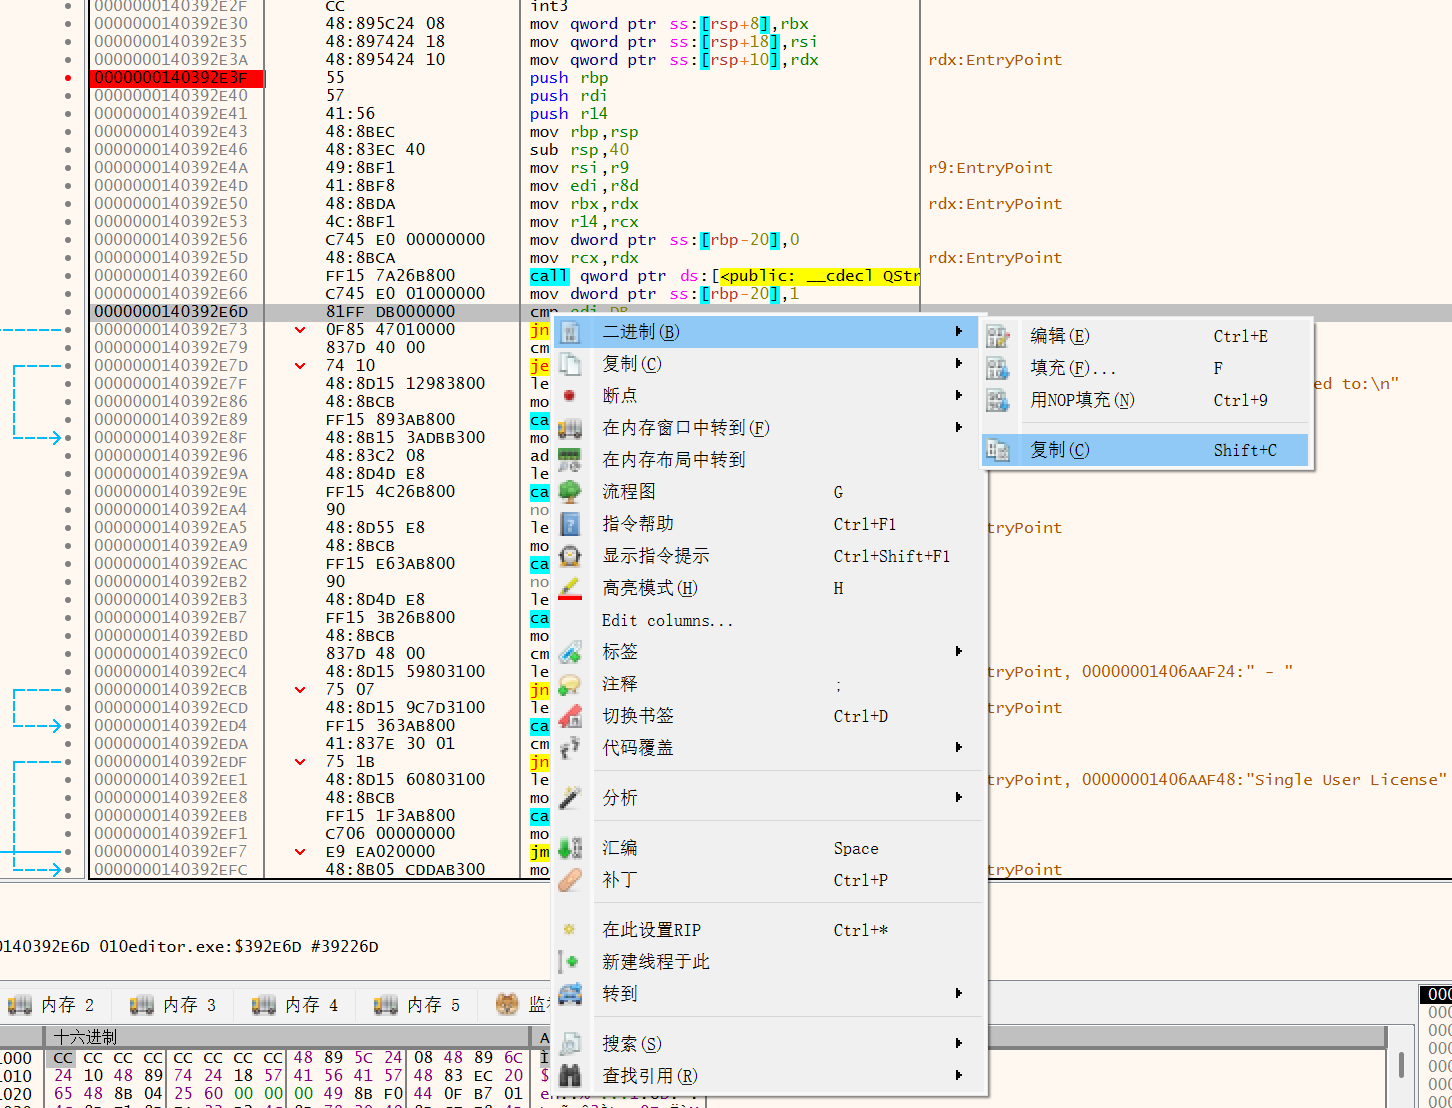 0000000140392E2F CC int3
0000000140392E30 48:895C24 08 mov qword ptr ss:[rsp+8],rbx
0000000140392E35 48:897424 18 mov qword ptr ss:[rsp+18],rsi
0000000140392E3A 48:895424 10 mov qword ptr ss:[rsp+10],rdx rdx:EntryPoint
0000000140392E3F 55 push rbp
0000000140392E40 57 push rdi
0000000140392E41 41:56 push r14
0000000140392E43 48:8BEC mov rbp,rsp
0000000140392E46 48:83EC 40 sub rsp,40
0000000140392E4A 49:8BF1 mov rsi,r9 r9:EntryPoint
0000000140392E4D 41:8BF8 mov edi,r8d
0000000140392E50 48:8BDA mov rbx,rdx rdx:EntryPoint
0000000140392E53 4C:8BF1 mov r14,rcx
0000000140392E56 C745 E0 00000000 mov dword ptr ss:[rbp-20],0
0000000140392E5D 48:8BCA mov rcx,rdx rdx:EntryPoint
0000000140392E60 FF15 7A26B800 call qword ptr ds:[<public: __cdecl QStr
0000000140392E66 C745 E0 01000000 mov dword ptr ss:[rbp-20],1
0000000140392E6D 81FF DB000000 cmp edi,DB
0000000140392E73 0F85 47010000 jn
0000000140392E79 837D 40 00 cm
0000000140392E7D 74 10 je
0000000140392E7F 48:8D15 12983800 le ed to:\n"
0000000140392E86 48:8BCB mo
0000000140392E89 FF15 893AB800 ca
0000000140392E8F 48:8B15 3ADBB300 mo
0000000140392E96 48:83C2 08 ad
0000000140392E9A 48:8D4D E8 le
0000000140392E9E FF15 4C26B800 ca
0000000140392EA4 90 no
0000000140392EA5 48:8D55 E8 le tryPoint
0000000140392EA9 48:8BCB mo
0000000140392EAC FF15 E63AB800 ca
0000000140392EB2 90 no
0000000140392EB3 48:8D4D E8 le
0000000140392EB7 FF15 3B26B800 ca
0000000140392EBD 48:8BCB mo
0000000140392EC0 837D 48 00 cm
0000000140392EC4 48:8D15 59803100 le tryPoint, 00000001406AAF24:" - "
0000000140392ECB 75 07 jn
0000000140392ECD 48:8D15 9C7D3100 le tryPoint
0000000140392ED4 FF15 363AB800 ca
0000000140392EDA 41:837E 30 01 cm
0000000140392EDF 75 1B jn
0000000140392EE1 48:8D15 60803100 le tryPoint, 00000001406AAF48:"Single User License"
0000000140392EE8 48:8BCB mo
0000000140392EEB FF15 1F3AB800 ca
0000000140392EF1 C706 00000000 mo
0000000140392EF7 E9 EA020000 jm
0000000140392EFC 48:8B05 CDDAB300 mo tryPoint
二进制(B)
复制(C)
断点
在内存窗口中转到(F)
在内存布局中转到
流程图 G
指令帮助 Ctrl+F1
显示指令提示 Ctrl+Shift+F1
高亮模式(H) H
Edit columns...
标签
注释 ;
切换书签 Ctrl+D
代码覆盖
分析
汇编 Space
补丁 Ctrl+P
在此设置RIP Ctrl+*
新建线程于此
转到
搜索(S)
查找引用(R)
编辑(E) Ctrl+E
填充(F)... F
用NOP填充(N) Ctrl+9
复制(C) Shift+C
0140392E6D 010editor.exe:$392E6D #39226D
内存 2 内存 3 内存 4 内存 5
十六进制 A
1000 CC CC CC CC CC CC CC CC 48 89 5C 24 08 48 89 6C
1010 24 10 48 89 74 24 18 57 41 56 41 57 48 83 EC 20
1020 65 48 8B 04 25 60 00 00 00 49 8B F0 44 0F B7 01